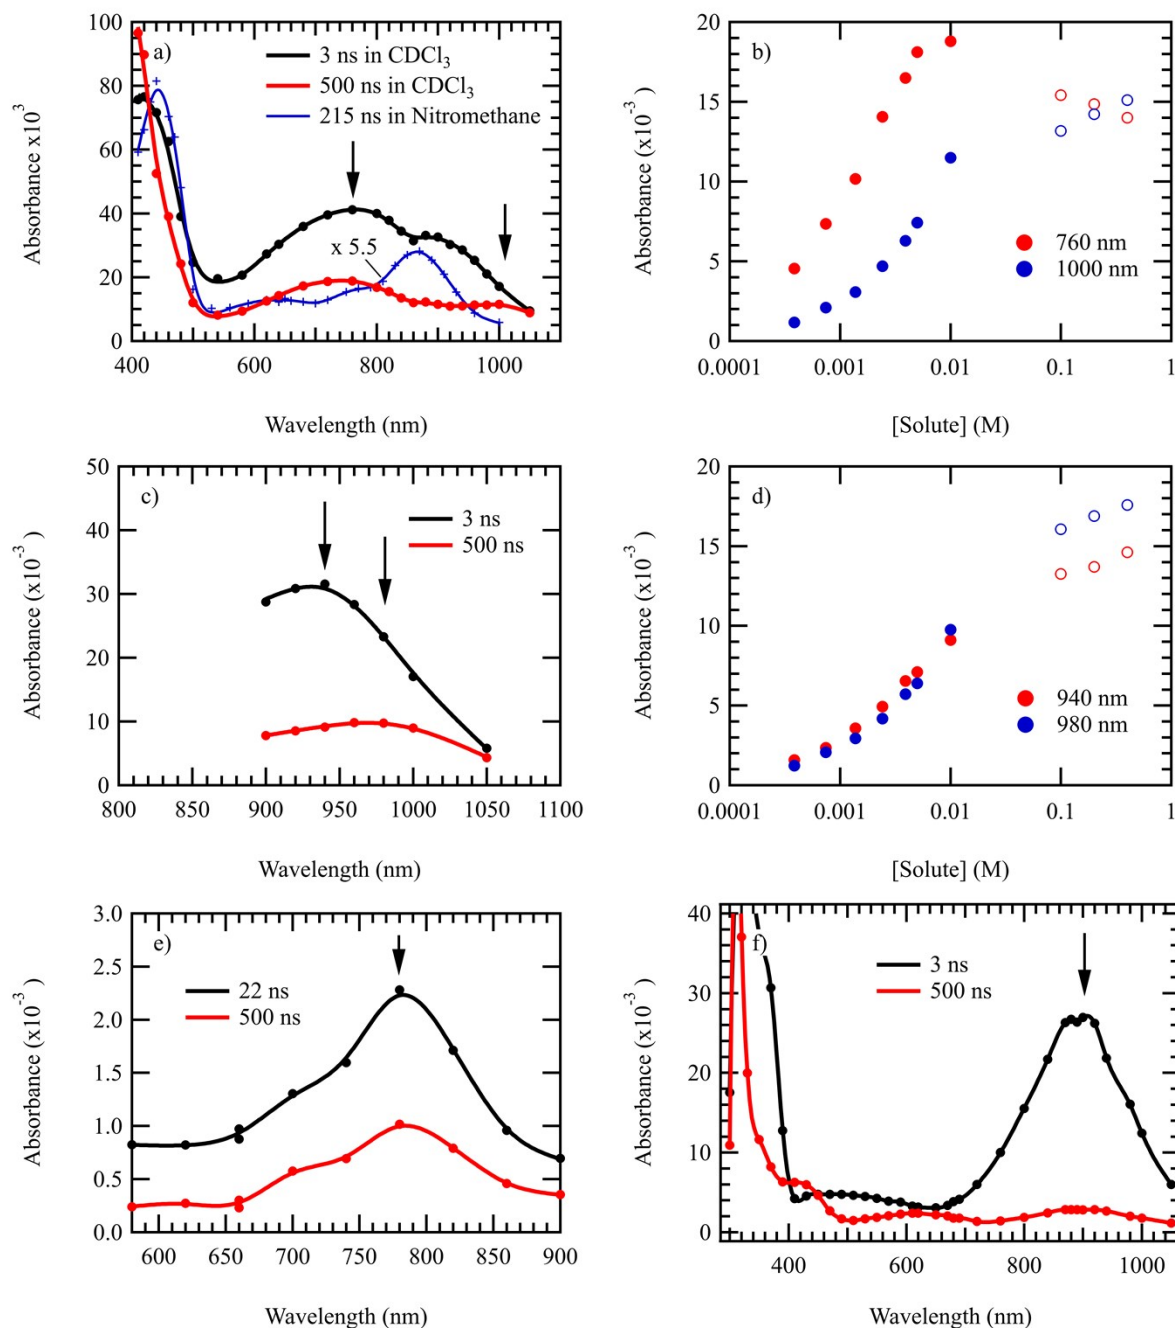 100
80
60
40
20
0
Absorbance x10³
a)
3 ns in CDCl₃
500 ns in CDCl₃
215 ns in Nitromethane
x 5.5
400
600
800
1000
Wavelength (nm)
20
15
10
5
0
Absorbance (x10⁻³)
b)
760 nm
1000 nm
0.0001
0.001
0.01
0.1
1
[Solute] (M)
50
40
30
20
10
0
Absorbance (x10⁻³)
c)
3 ns
500 ns
800
850
900
950
1000
1050
1100
Wavelength (nm)
20
15
10
5
0
Absorbance (x10⁻³)
d)
940 nm
980 nm
0.0001
0.001
0.01
0.1
1
[Solute] (M)
3.0
2.5
2.0
1.5
1.0
0.5
0.0
Absorbance (x10⁻³)
e)
22 ns
500 ns
600
650
700
750
800
850
900
Wavelength (nm)
40
30
20
10
0
Absorbance (x10⁻³)
f)
3 ns
500 ns
400
600
800
1000
Wavelength (nm)